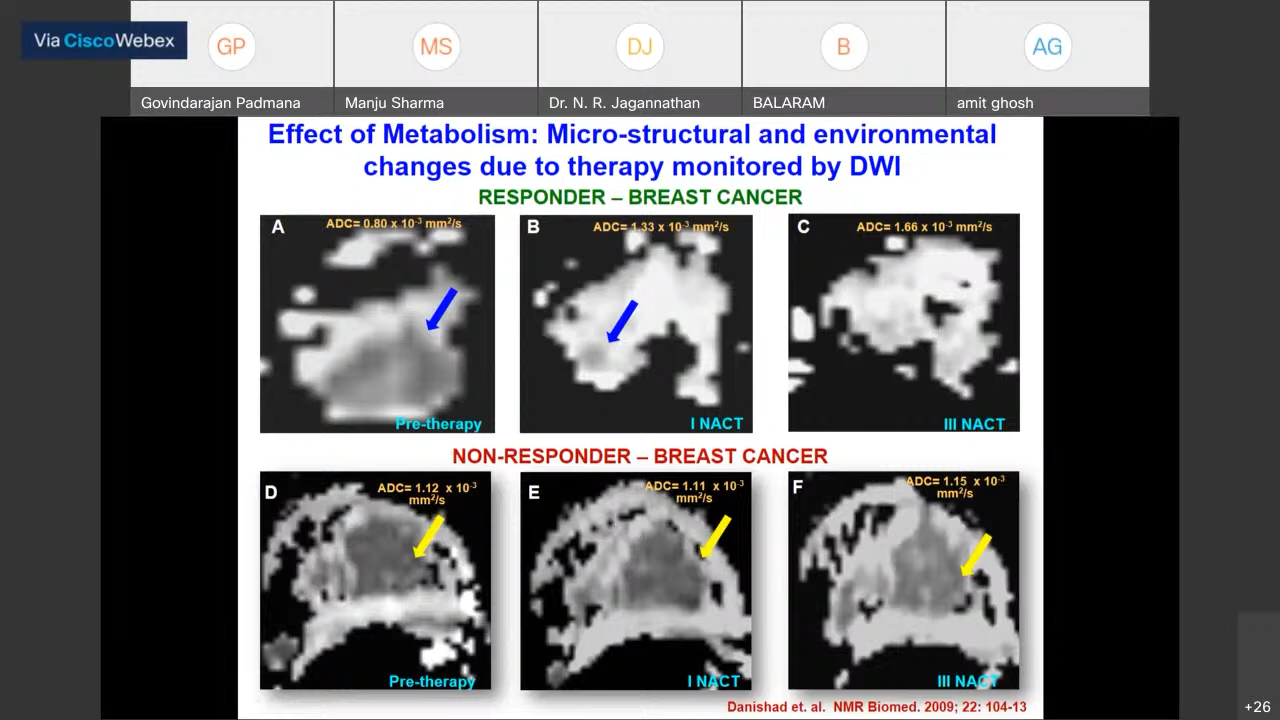 Via Cisco Webex
GP
MS
DJ
B
AG
Govindarajan Padmana
Manju Sharma
Dr. N. R. Jagannathan
BALARAM
amit ghosh
Effect of Metabolism: Micro-structural and environmental
changes due to therapy monitored by DWI
RESPONDER – BREAST CANCER
A
ADC= 0.80 x 10⁻³ mm²/s
Pre-therapy
B
ADC= 1.33 x 10⁻³ mm²/s
I NACT
C
ADC= 1.66 x 10⁻³ mm²/s
III NACT
NON-RESPONDER – BREAST CANCER
D
ADC= 1.12 x 10⁻³
mm²/s
Pre-therapy
E
ADC= 1.11 x 10⁻³
mm²/s
I NACT
F
ADC= 1.15 x 10⁻³
mm²/s
III NACT
Danishad et. al. NMR Biomed. 2009; 22: 104-13
+26